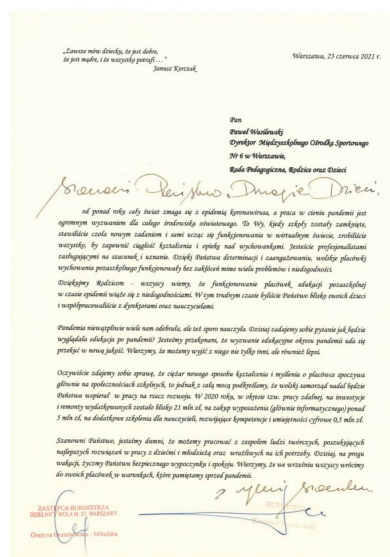 „Zawsze mów dziecky, że jest dobre,
że jest mądre, i że wszystko potrafi …"
Janusz Korczak
Warszawa, 23 czerwca 2021 r.
Pan
Paweł Wasilewski
Dyrektor Międzyszkolnego Ośrodka Sportowego
Nr 6 w Warszawie,
Rada Pedagogiczna, Rodzice oraz Dzieci
Szanowni Państwo, Drogie Dzieci,
od ponad roku cały świat zmaga się z epidemią koronawirusa, a praca w cieniu pandemii jest
ogromnym wyzwaniem dla całego środowiska oświatowego. To Wy, kiedy szkoły zostały zamknięte,
stawiliście czoła nowym zadaniom i sami ucząc się funkcjonowania w wirtualnym świecie, zrobiliście
wszystko, by zapewnić ciągłość kształcenia i opiekę nad wychowankami. Jesteście profesjonalistami
zasługującymi na szacunek i uznanie. Dzięki Państwa determinacji i zaangażowaniu, wolskie placówki
wychowania pozaszkolnego funkcjonowały bez zakłóceń mimo wielu problemów i niedogodności.
Dziękujmy Rodzicom - wszyscy wiemy, że funkcjonowanie placówek edukacji pozaszkolnej
w czasie epidemii wiąże się z niedogodnościami. W tym trudnym czasie byliście Państwo blisko swoich dzieci
i współpracowaliście z dyrektorami oraz nauczycielami.
Pandemia niewątpliwie wiele nam odebrała, ale też sporo nauczyła. Dzisiaj zadajemy sobie pytanie jak będzie
wyglądała edukacja po pandemii? Jesteśmy przekonani, że wyzwanie edukacyjne okresu pandemii uda się
przekuć w nową jakość. Wierzymy, że możemy wyjść z niego nie tylko inni, ale również lepsi.
Oczywiście zdajemy sobie sprawę, że ciężar nowego sposobu kształcenia i myślenia o placówce spoczywa
głównie na społecznościach szkolnych, to jednak z całą mocą podkreślamy, że wolski samorząd nadal będzie
Państwa wspierał w pracy na rzecz rozwoju. W 2020 roku, w okresie tzw. pracy zdalnej, na inwestycje
i remonty wydatkowanych zostało blisko 21 mln zł, na zakup wyposażenia (głównie informatycznego) ponad
5 mln zł, na dodatkowe szkolenia dla nauczycieli, rozwijające kompetencje i umiejętności cyfrowe 0,5 mln zł.
Szanowni Państwo, jesteśmy dumni, że możemy pracować z zespołem ludzi twórczych, poszukujących
najlepszych rozwiązań w pracy z dziećmi i młodzieżą oraz wrażliwych na ich potrzeby. Dzisiaj, na progu
wakacji, życzymy Państwu bezpiecznego wypoczynku i spokoju. Wierzymy, że we wrześniu wszyscy wrócimy
do swoich placówek w warunkach, które pamiętamy sprzed pandemii.
ZASTĘPCA BURMISTRZA
DZIELNICY WOLA M. ST. WARSZAWY
Grażyna Orzechowska - Mikulska